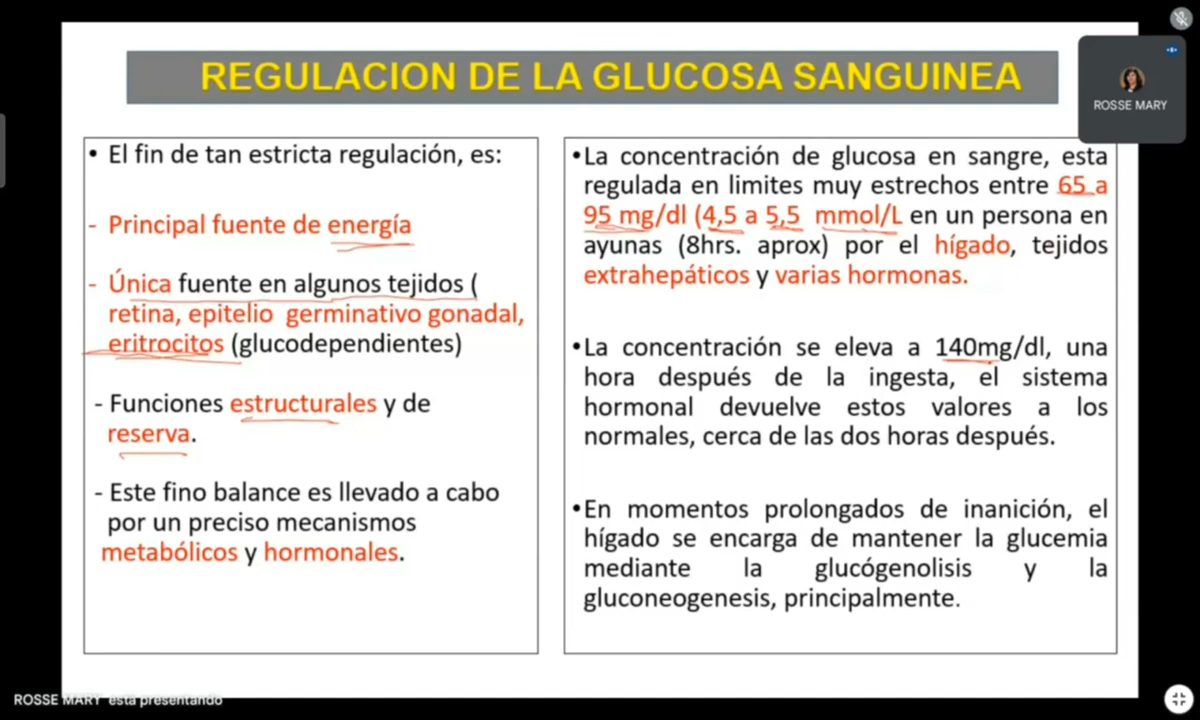 REGULACION DE LA GLUCOSA SANGUINEA
ROSSE MARY
• El fin de tan estricta regulación, es:
- Principal fuente de energía
- Única fuente en algunos tejidos (
retina, epitelio germinativo gonadal,
eritrocitos (glucodependientes)
- Funciones estructurales y de
reserva.
- Este fino balance es llevado a cabo
por un preciso mecanismos
metabólicos y hormonales.
•La concentración de glucosa en sangre, esta
regulada en limites muy estrechos entre 65 a
95 mg/dl (4,5 a 5,5 mmol/L en un persona en
ayunas (8hrs. aprox) por el hígado, tejidos
extrahepáticos y varias hormonas.
•La concentración se eleva a 140mg/dl, una
hora después de la ingesta, el sistema
hormonal devuelve estos valores a los
normales, cerca de las dos horas después.
•En momentos prolongados de inanición, el
hígado se encarga de mantener la glucemia
mediante la glucógenolisis y la
gluconeogenesis, principalmente.
ROSSE MARY está presentando